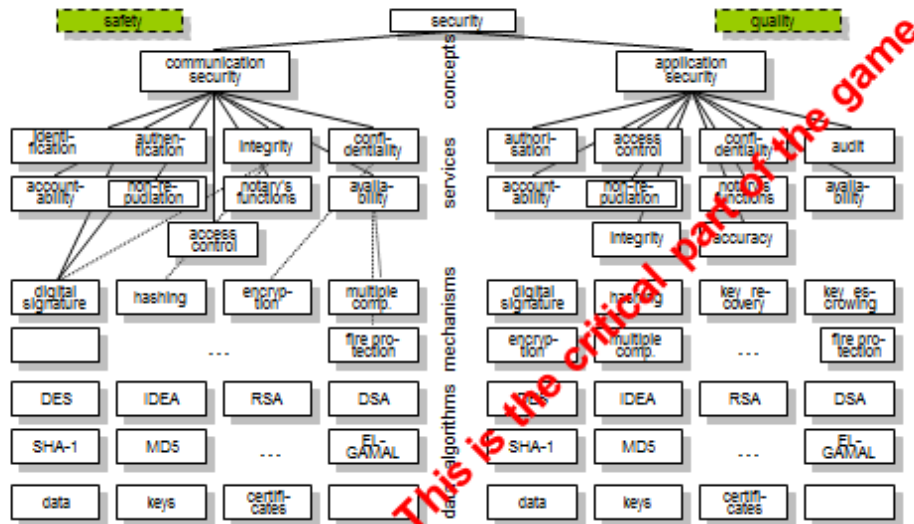 safety
security
quality
communication
security
application
security
concepts
identi-
fication
authen-
tication
integrity
confi-
dentiality
authori-
sation
access
control
confi-
dentiality
audit
services
account-
ability
non-re-
pudiation
notary's
functions
availa-
bility
account-
ability
non-re-
pudiation
notary's
functions
availa-
bility
access
control
integrity
accuracy
digital
signature
hashing
encryp-
tion
multiple
comp.
digital
signature
hashing
key re-
covery
key es-
crowing
mechanisms
...
fire pro-
tection
encryp-
tion
multiple
comp.
...
fire pro-
tection
DES
IDEA
RSA
DSA
DES
IDEA
RSA
DSA
algorithms
SHA-1
MD5
...
EL-
GAMAL
SHA-1
MD5
...
EL-
GAMAL
data
data
keys
certifi-
cates
data
keys
certifi-
cates
This is the critical part of the game